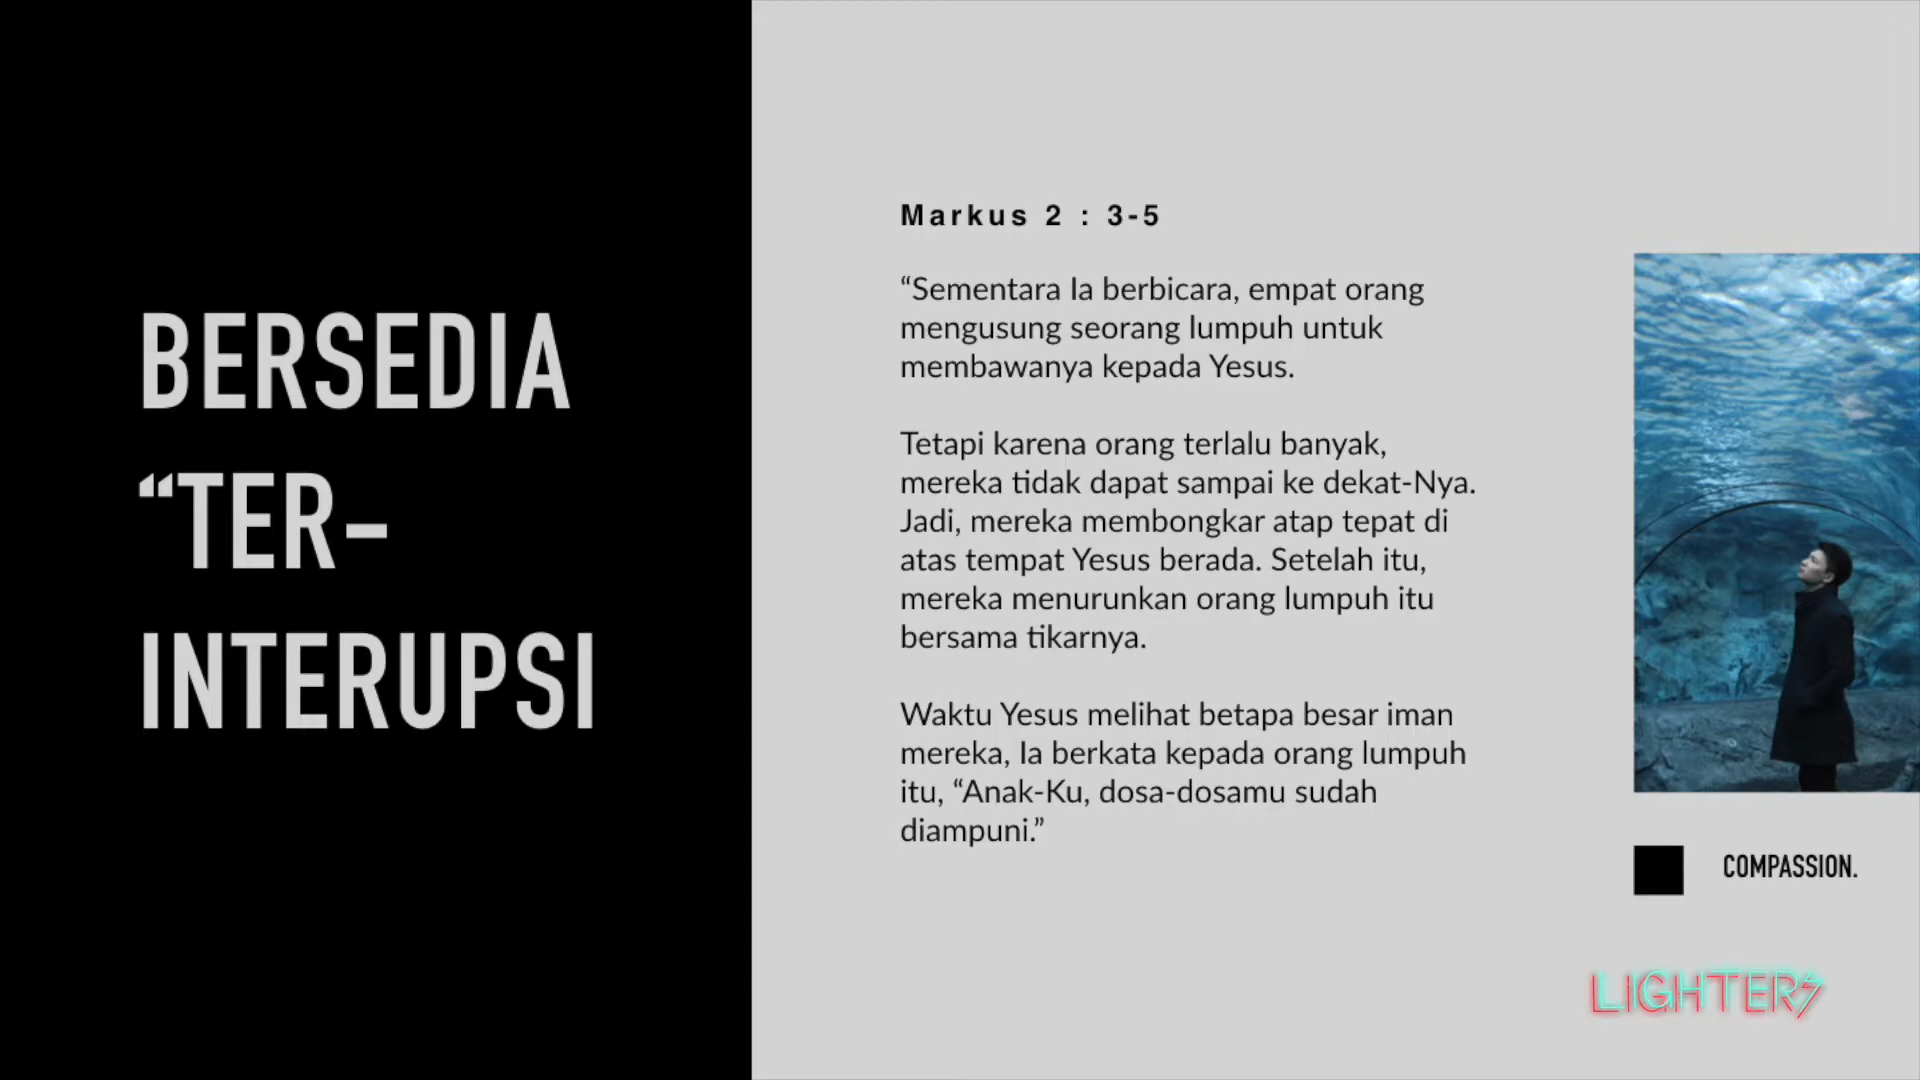 BERSEDIA
“TER-
INTERUPSI
Markus 2 : 3-5
“Sementara Ia berbicara, empat orang
mengusung seorang lumpuh untuk
membawanya kepada Yesus.
Tetapi karena orang terlalu banyak,
mereka tidak dapat sampai ke dekat-Nya.
Jadi, mereka membongkar atap tepat di
atas tempat Yesus berada. Setelah itu,
mereka menurunkan orang lumpuh itu
bersama tikarnya.
Waktu Yesus melihat betapa besar iman
mereka, Ia berkata kepada orang lumpuh
itu, “Anak-Ku, dosa-dosamu sudah
diampuni.”
COMPASSION.
LIGHTERS